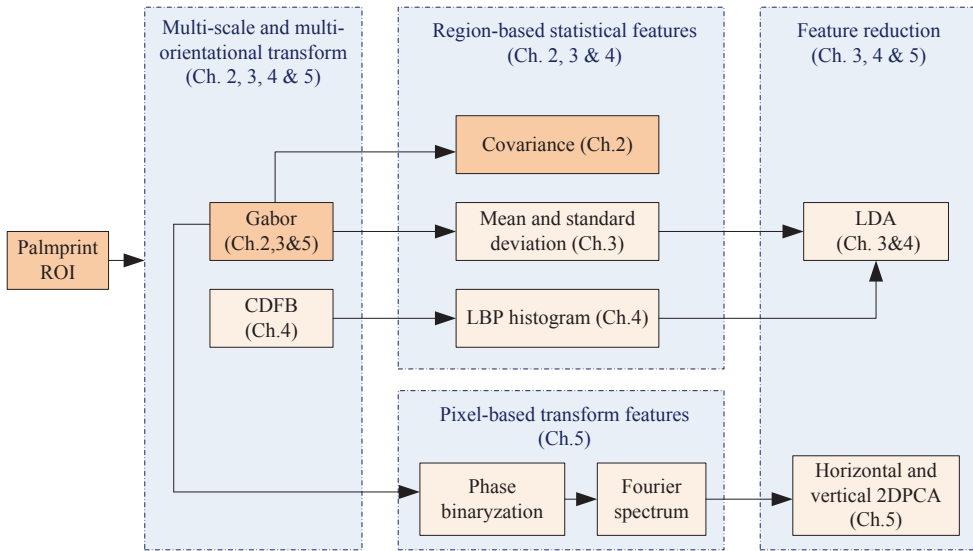 Multi-scale and multi-
orientational transform
(Ch. 2, 3, 4 & 5)
Region-based statistical features
(Ch. 2, 3 & 4)
Feature reduction
(Ch. 3, 4 & 5)
Covariance (Ch.2)
Gabor
(Ch.2,3&5)
Mean and standard
deviation (Ch.3)
LDA
(Ch. 3&4)
Palmprint
ROI
CDFB
(Ch.4)
LBP histogram (Ch.4)
Pixel-based transform features
(Ch.5)
Phase
binaryzation
Fourier
spectrum
Horizontal and
vertical 2DPCA
(Ch.5)